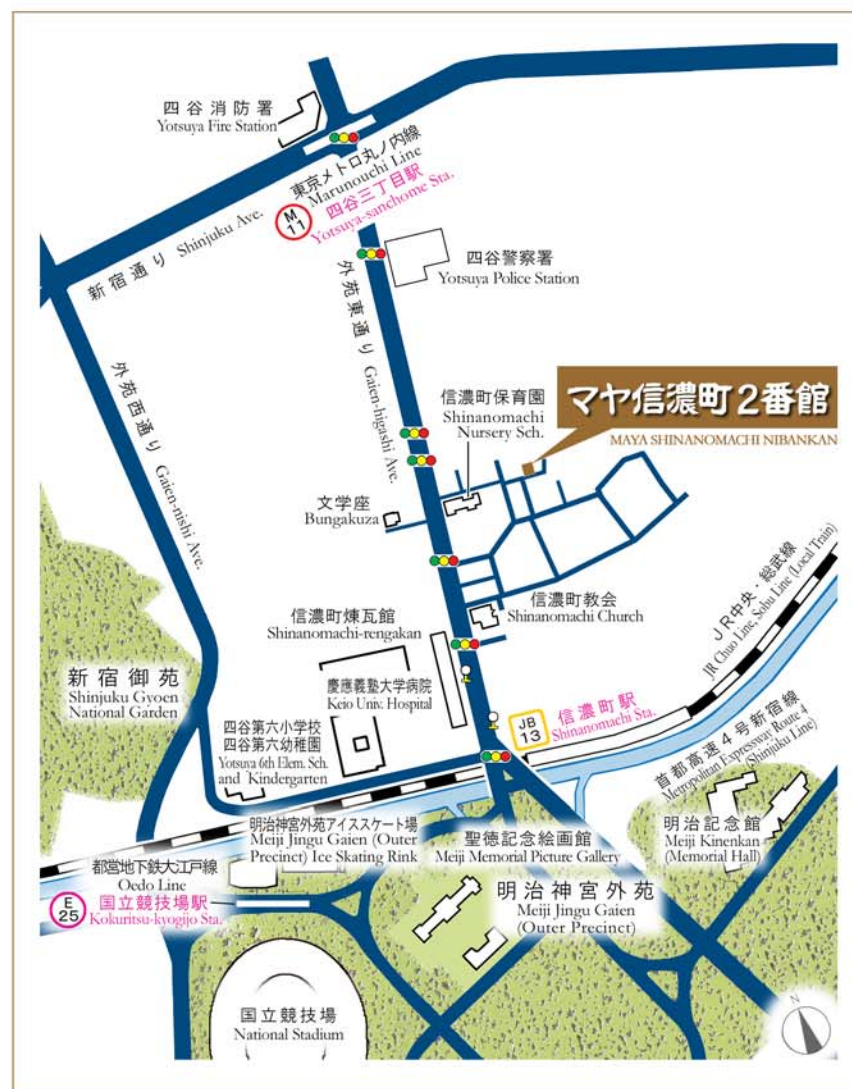 四谷消防署
Yotsuya Fire Station
東京メトロ丸ノ内線
Marunouchi Line
M
11
四谷三丁目駅
Yotsuya-sanchome Sta.
新宿通り Shinjuku Ave.
四谷警察署
Yotsuya Police Station
外苑東通り Gaien-higashi Ave.
外苑西通り Gaien-nishi Ave.
信濃町保育園
Shinanomachi
Nursery Sch.
マヤ信濃町2番館
MAYA SHINANOMACHI NIBANKAN
文学座
Bungakuza
信濃町教会
Shinanomachi Church
信濃町煉瓦館
Shinanomachi-rengakan
JR中央・総武線
JR Chuo Line, Sobu Line (Local Train)
新宿御苑
Shinjuku Gyoen
National Garden
慶應義塾大学病院
Keio Univ. Hospital
JB
13
信濃町駅
Shinanomachi Sta.
四谷第六小学校
四谷第六幼稚園
Yotsuya 6th Elem. Sch.
and Kindergarten
首都高速4号新宿線
Metropolitan Expressway Route 4
(Shinjuku Line)
明治神宮外苑アイススケート場
Meiji Jingu Gaien (Outer
Precinct) Ice Skating Rink
聖徳記念絵画館
Meiji Memorial Picture Gallery
明治記念館
Meiji Kinenkan
(Memorial Hall)
都営地下鉄大江戸線
Oedo Line
E
25
国立競技場駅
Kokuritsu-kyogijo Sta.
明治神宮外苑
Meiji Jingu Gaien
(Outer Precinct)
国立競技場
National Stadium
N